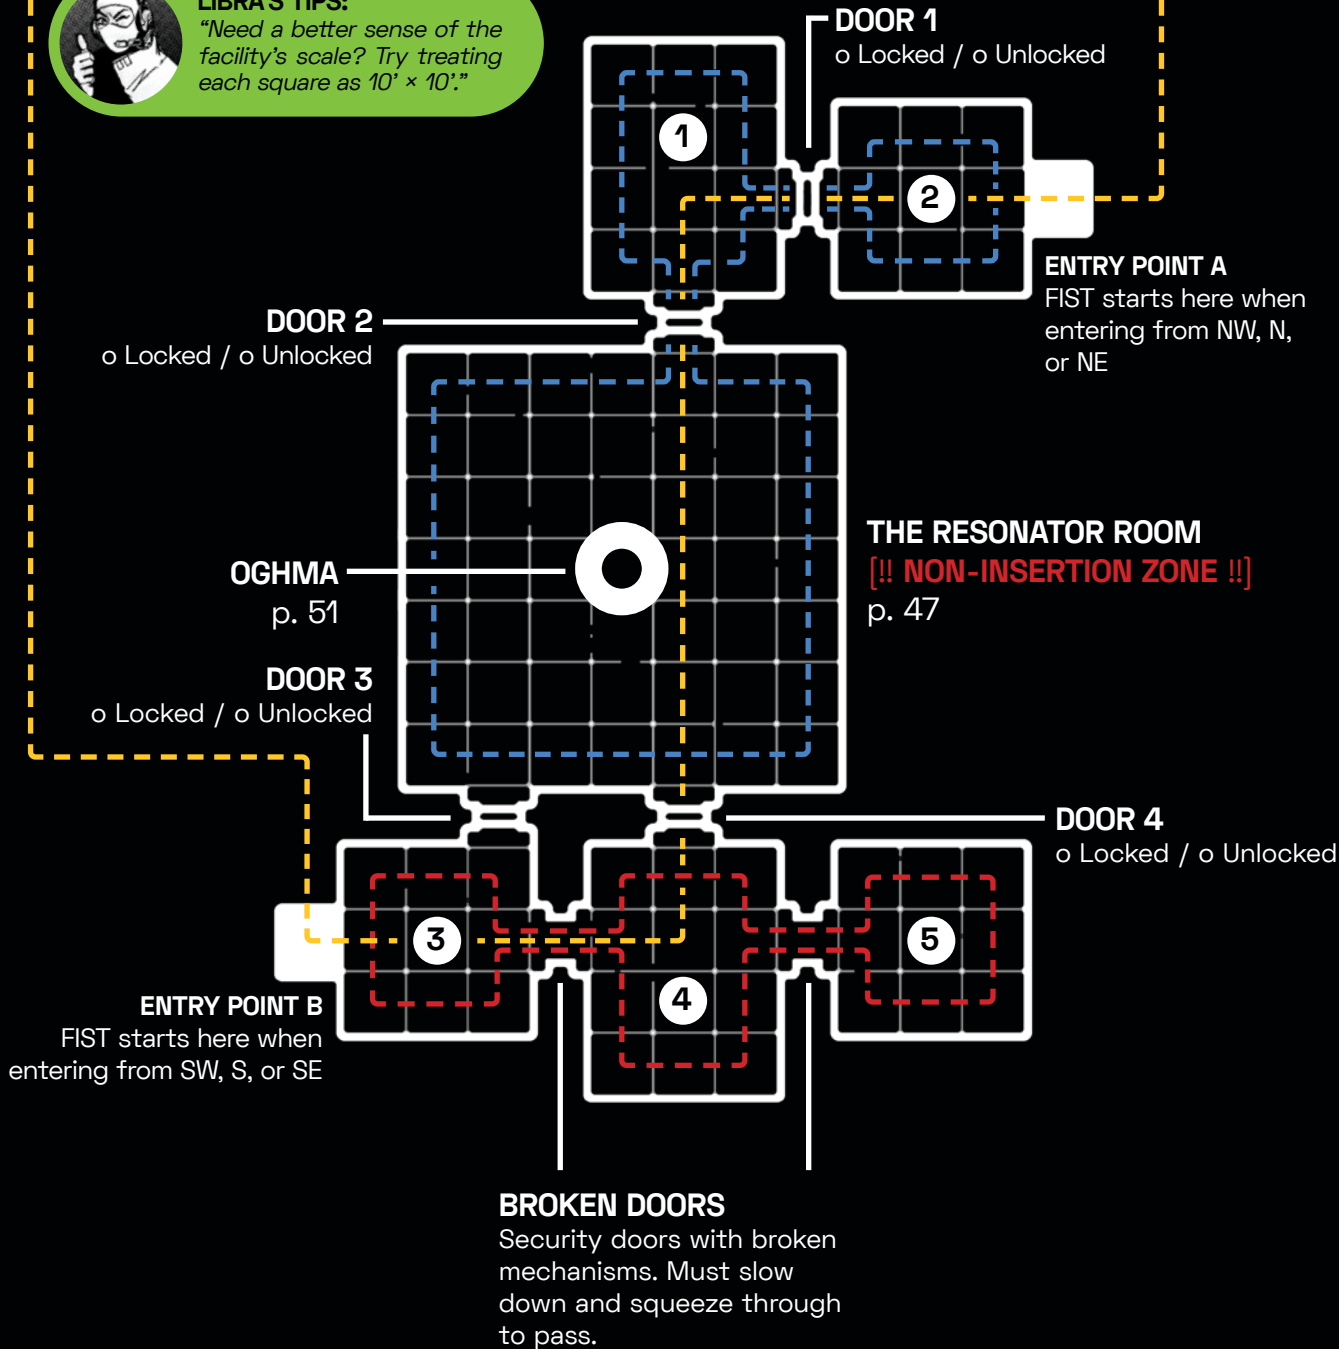 LIBRA'S TIPS:
“Need a better sense of the
facility's scale? Try treating
each square as 10' × 10'.”
DOOR 1
o Locked / o Unlocked
1
2
ENTRY POINT A
FIST starts here when
entering from NW, N,
or NE
DOOR 2
o Locked / o Unlocked
THE RESONATOR ROOM
[!! NON-INSERTION ZONE !!]
p. 47
OGHMA
p. 51
DOOR 3
o Locked / o Unlocked
DOOR 4
o Locked / o Unlocked
3
4
5
ENTRY POINT B
FIST starts here when
entering from SW, S, or SE
BROKEN DOORS
Security doors with broken
mechanisms. Must slow
down and squeeze through
to pass.